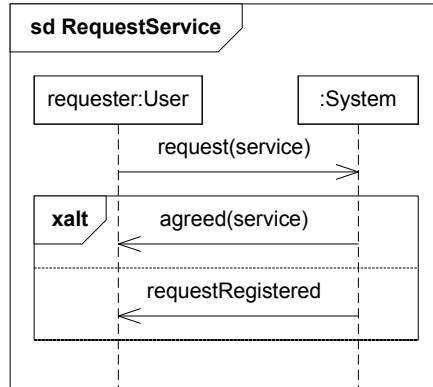 sd RequestService
requester:User
:System
request(service)
xalt
agreed(service)
requestRegistered